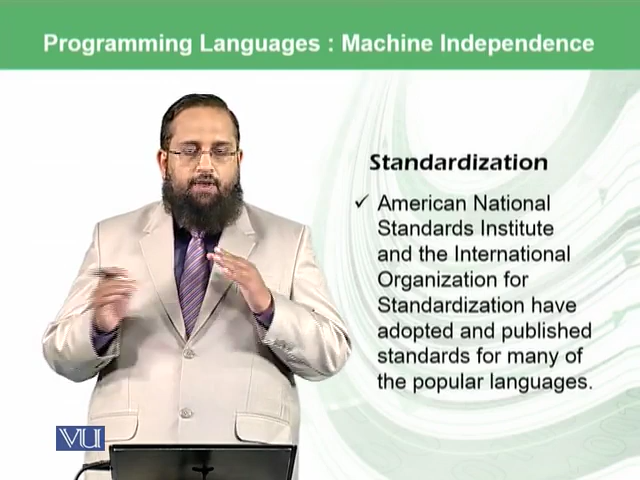 Programming Languages : Machine Independence
Standardization
✓ American National
Standards Institute
and the International
Organization for
Standardization have
adopted and published
standards for many of
the popular languages.
VU